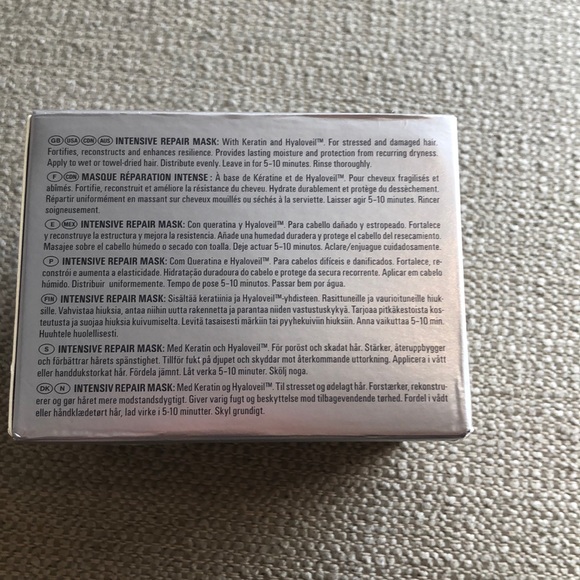 GB USA CDN AUS INTENSIVE REPAIR MASK: With Keratin and Hyaloveil™. For stressed and damaged hair.
Fortifies, reconstructs and enhances resilience. Provides lasting moisture and protection from recurring dryness.
Apply to wet or towel-dried hair. Distribute evenly. Leave in for 5-10 minutes. Rinse thoroughly.
F CDN MASQUE RÉPARATION INTENSE : À base de Kératine et de Hyaloveil™. Pour cheveux fragilisés et
abîmés. Fortifie, reconstruit et améliore la résistance du cheveu. Hydrate durablement et protège du dessèchement.
Répartir uniformément en massant sur cheveux mouillés ou séchés à la serviette. Laisser agir 5-10 minutes. Rincer
soigneusement.
E MEX INTENSIVE REPAIR MASK: Con queratina y Hyaloveil™. Para cabello dañado y estropeado. Fortalece
y reconstruye la estructura y mejora la resistencia. Añade una humedad duradera y protege el cabello del resecamiento.
Masajee sobre el cabello húmedo o secado con toalla. Deje actuar 5-10 minutos. Aclare/enjuague cuidadosamente.
P INTENSIVE REPAIR MASK: Com Queratina e Hyaloveil™. Para cabelos difíceis e danificados. Fortalece, re-
constrói e aumenta a elasticidade. Hidratação duradoura do cabelo e protege da secura recorrente. Aplicar em cabelo
húmido. Distribuir uniformemente. Tempo de pose 5-10 minutos. Passar bem por água.
FIN INTENSIVE REPAIR MASK: Sisältää keratiinia ja Hyaloveil™-yhdisteen. Rasittuneille ja vaurioitoneille hiuk-
sille. Vahvistaa hiuksia, antaa niihin uutta rakennetta ja parantaa niiden vastustuskykyä. Tarjoaa pitkäkestoista kos-
teutusta ja suojaa hiuksia kuivumiselta. Levitä tasaisesti märkiin tai pyyhekuiviin hiuksiin. Anna vaikuttaa 5-10 min.
Huuhtele huolellisesti.
S INTENSIVE REPAIR MASK: Med Keratin och Hyaloveil™. För poröst och skadat hår. Stärker, återuppbygger
och förbättrar hårets spänstighet. Tillför fukt på djupet och skyddar mot återkommande uttorkning. Applicera i vått
eller handdukstorkat hår. Fördela jämnt. Låt verka 5-10 minuter. Skölj noga.
DK N INTENSIV REPAIR MASK: Med Keratin og Hyaloveil™. Til stresset og ødelagt hår. Forstærker, rekonstru-
erer og gør håret mere modstandsdygtigt. Giver varig fugt og beskyttelse mod tilbagevendende tørhed. Fordel i vådt
eller håndklædetørt hår, lad virke i 5-10 minutter. Skyl grundigt.